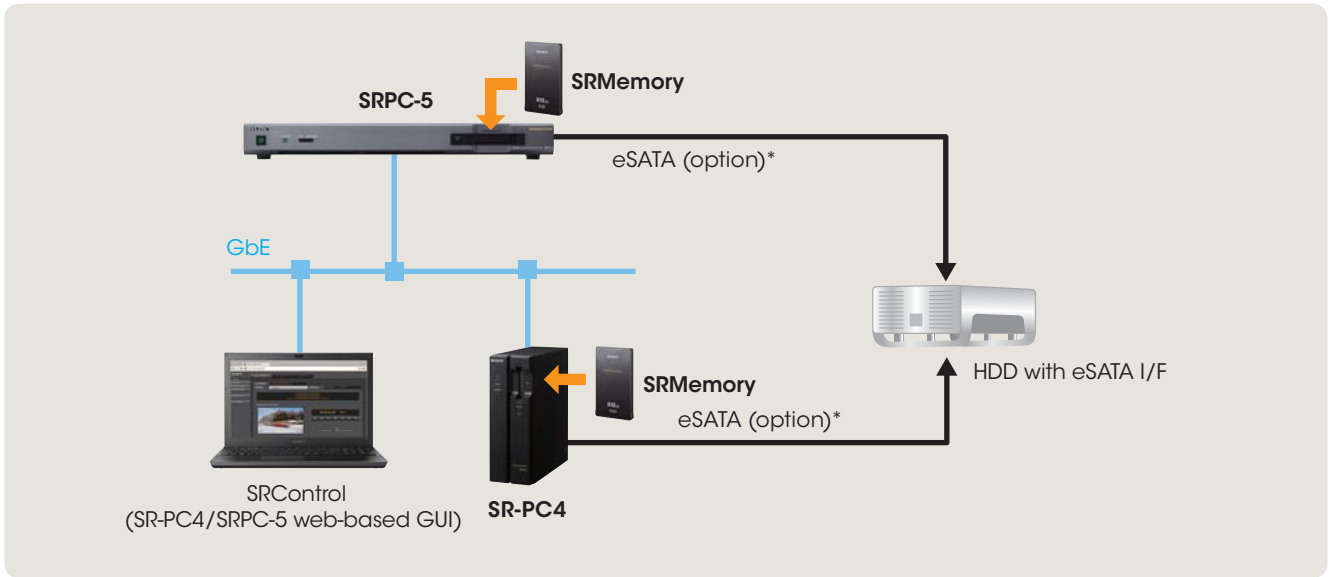 SRMemory
SRPC-5
eSATA (option)*
GbE
SRMemory
HDD with eSATA I/F
eSATA (option)*
SRControl
(SR-PC4/SRPC-5 web-based GUI)
SR-PC4